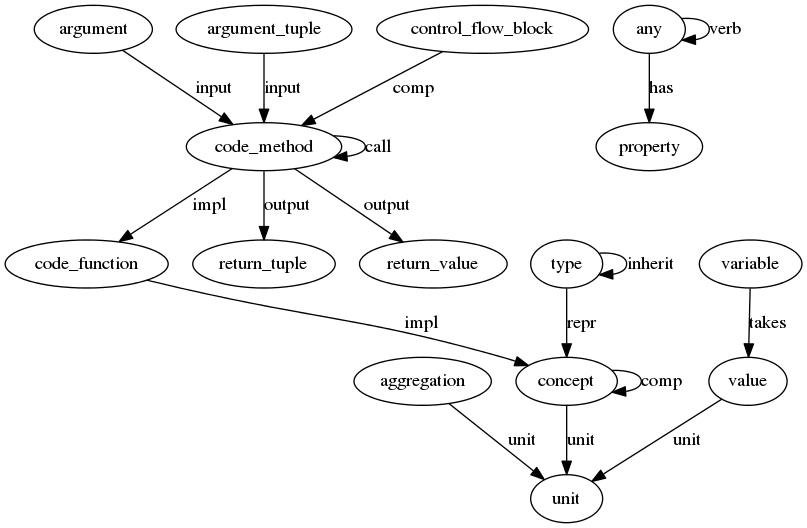 argument
argument_tuple
control_flow_block
any
verb
input
input
comp
has
code_method
call
property
impl
output
output
code_function
return_tuple
return_value
type
inherit
variable
impl
repr
takes
aggregation
concept
comp
value
unit
unit
unit
unit